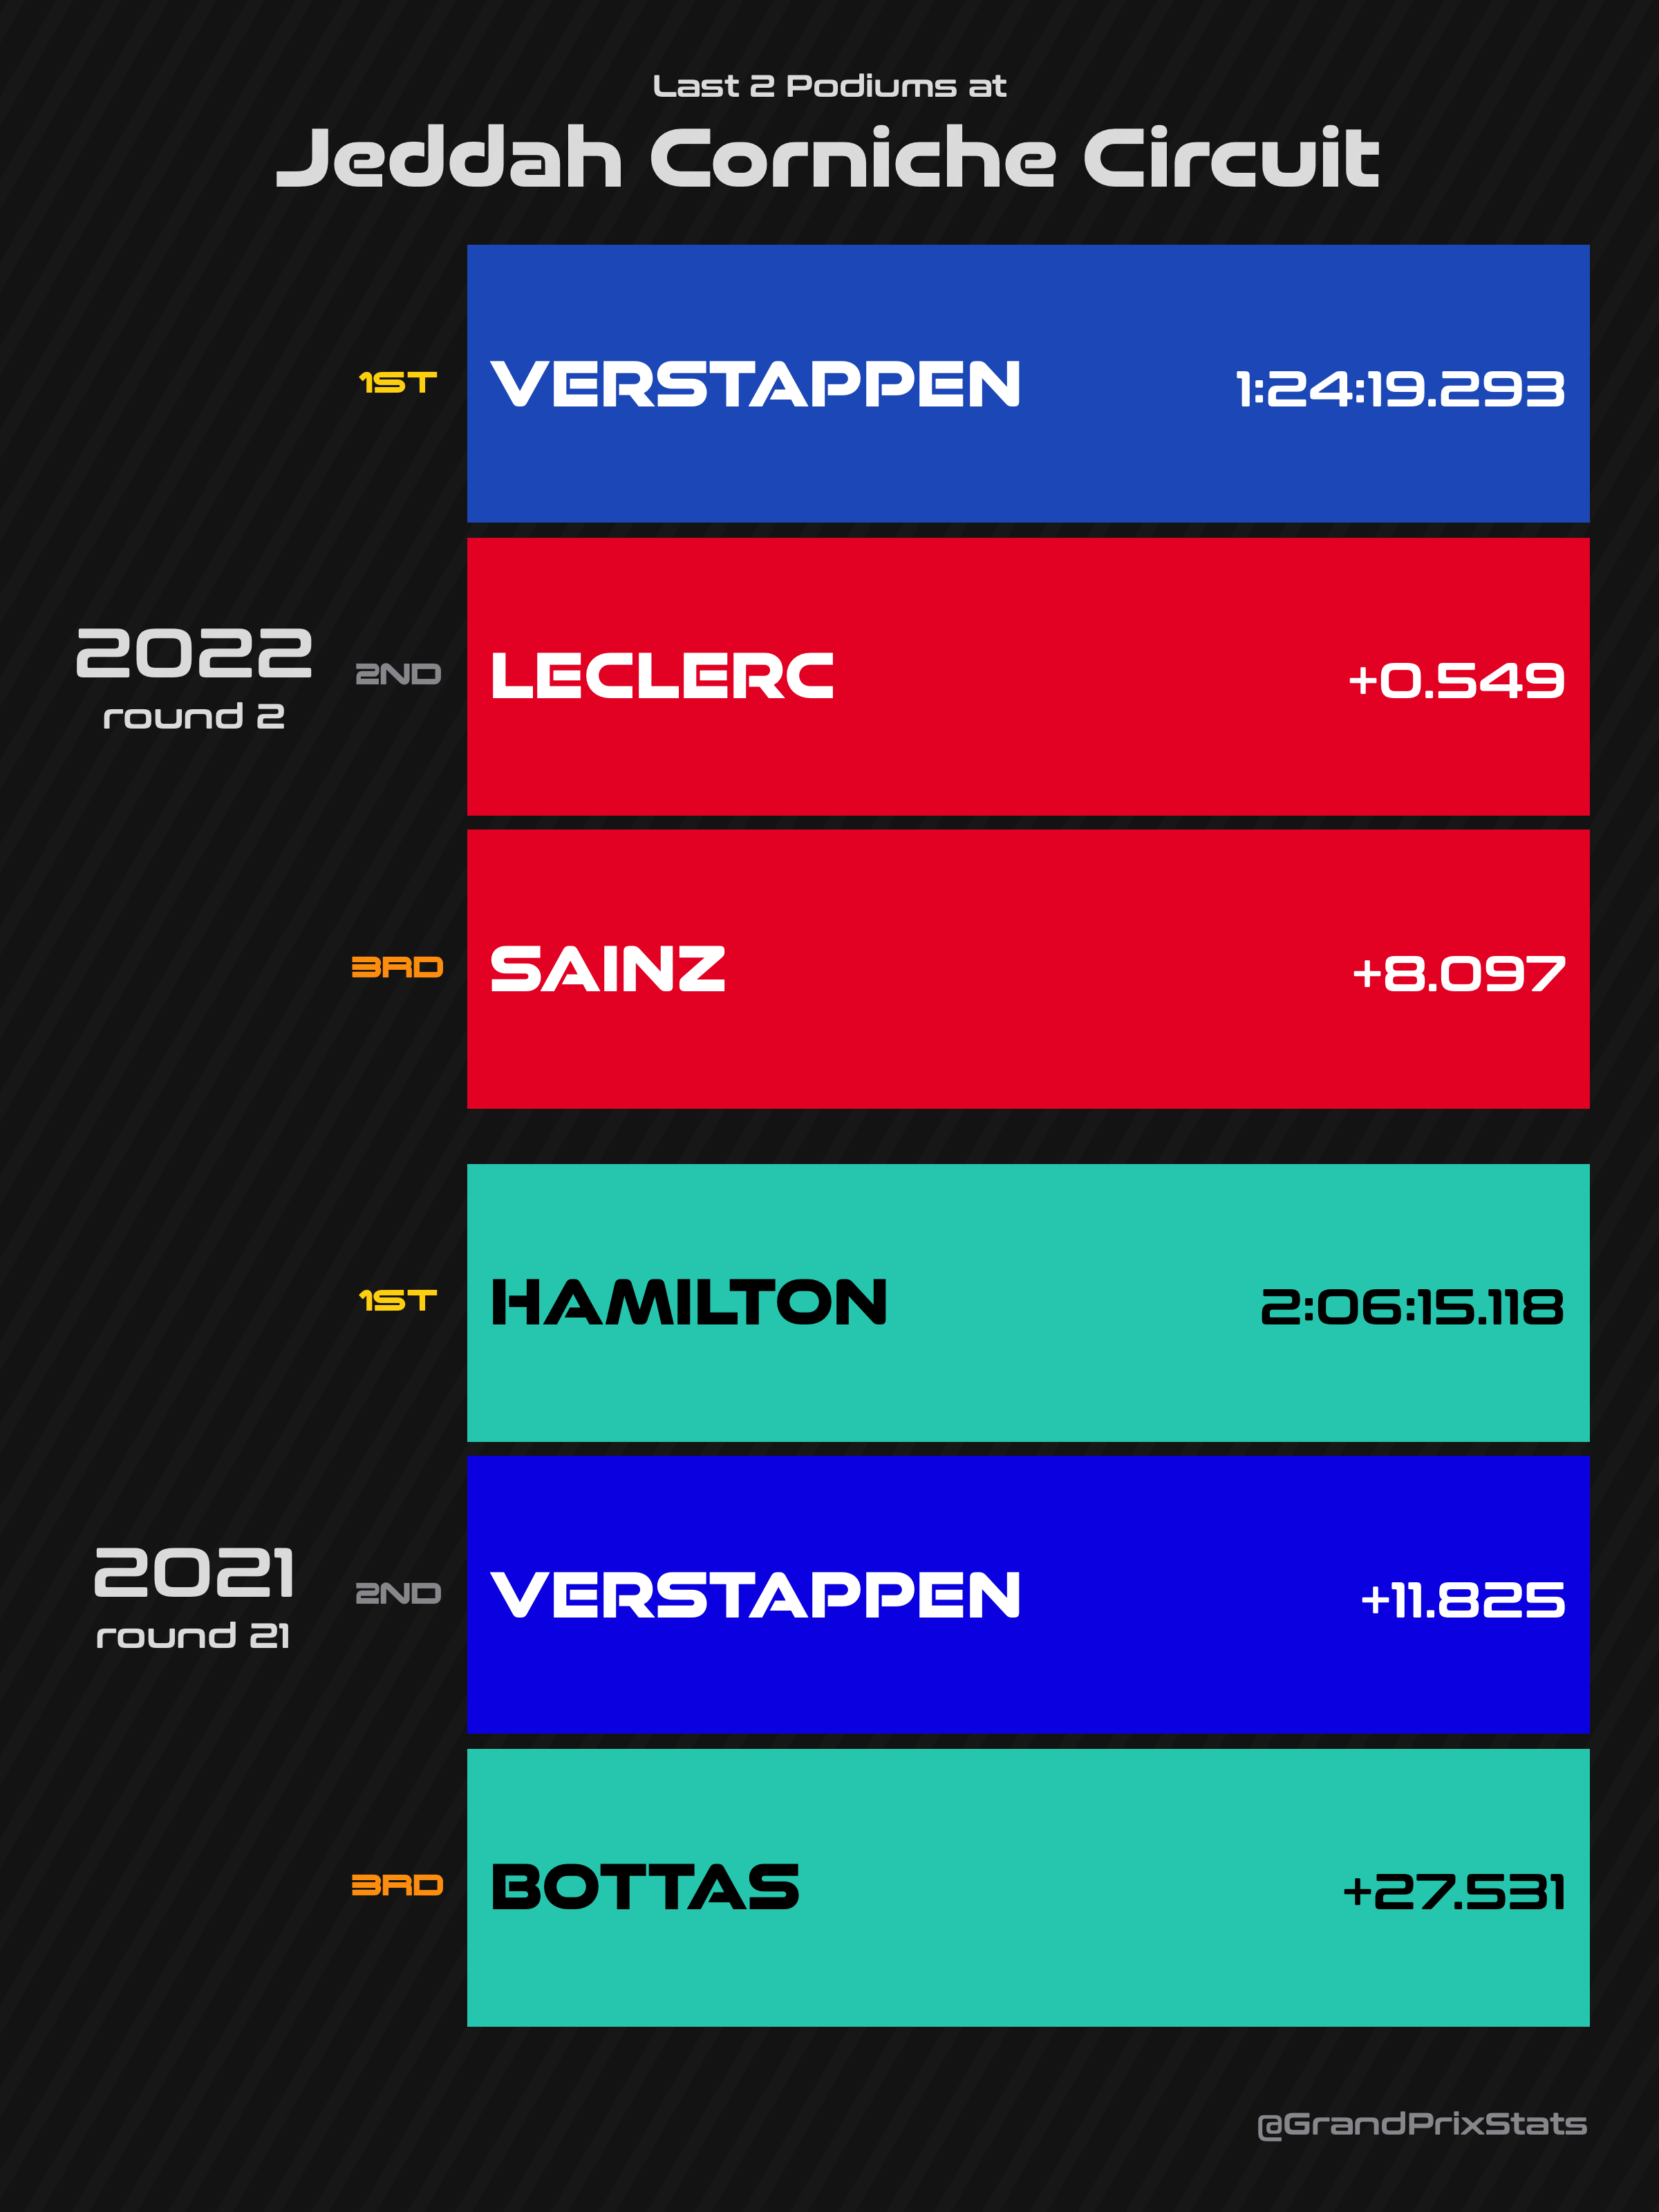 Last 2 Podiums at
Jeddah Corniche Circuit
2022
round 2
1ST VERSTAPPEN 1:24:19.293
2ND LECLERC +0.549
3RD SAINZ +8.097
2021
round 21
1ST HAMILTON 2:06:15.118
2ND VERSTAPPEN +11.825
3RD BOTTAS +27.531
@GrandPrixStats